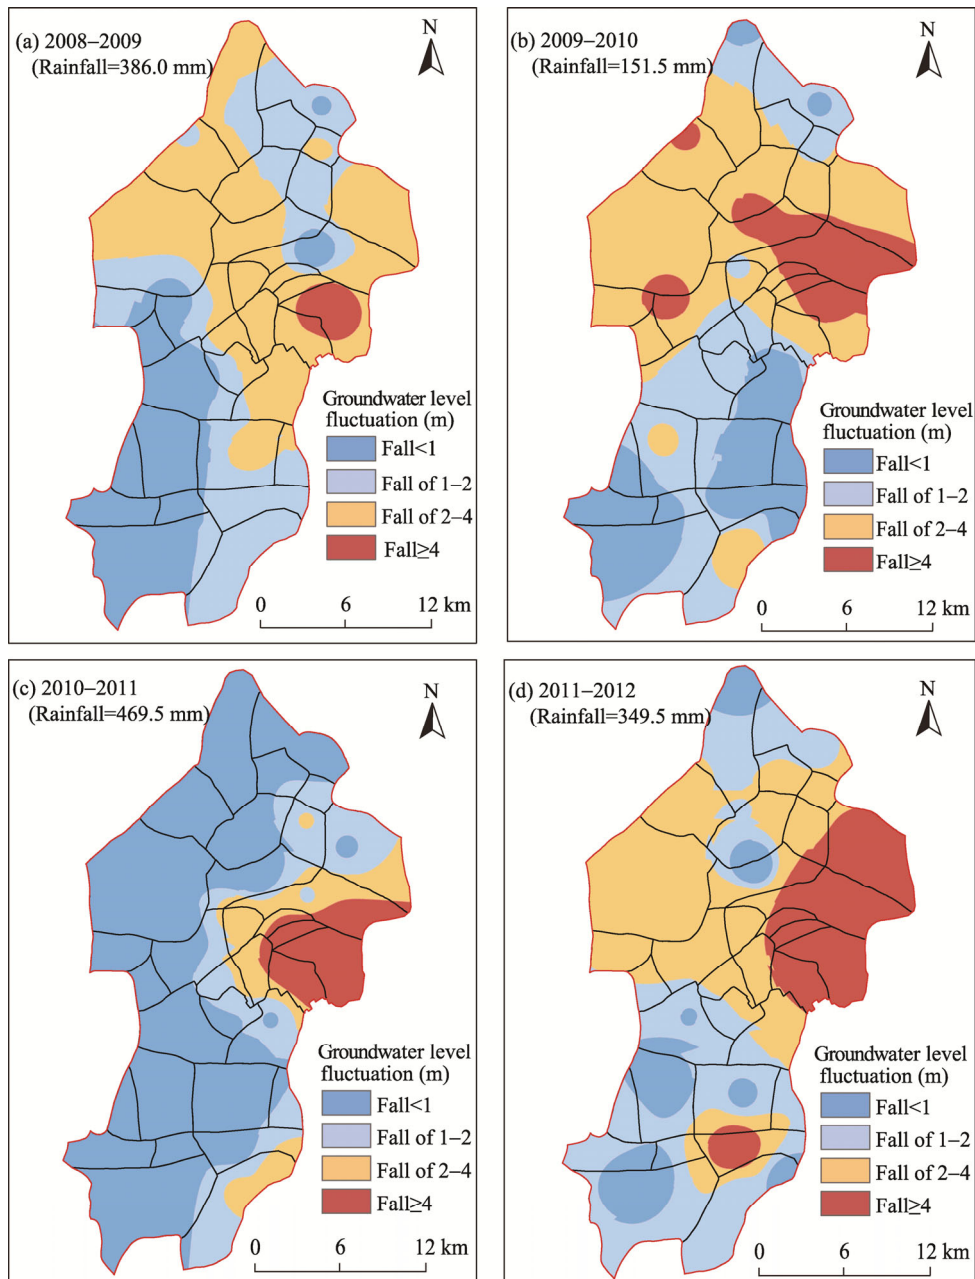 (a) 2008–2009
(Rainfall=386.0 mm)
N
Groundwater level
fluctuation (m)
Fall<1
Fall of 1–2
Fall of 2–4
Fall≥4
0 6 12 km
(b) 2009–2010
(Rainfall=151.5 mm)
N
Groundwater level
fluctuation (m)
Fall<1
Fall of 1–2
Fall of 2–4
Fall≥4
0 6 12 km
(c) 2010–2011
(Rainfall=469.5 mm)
N
Groundwater level
fluctuation (m)
Fall<1
Fall of 1–2
Fall of 2–4
Fall≥4
0 6 12 km
(d) 2011–2012
(Rainfall=349.5 mm)
N
Groundwater level
fluctuation (m)
Fall<1
Fall of 1–2
Fall of 2–4
Fall≥4
0 6 12 km